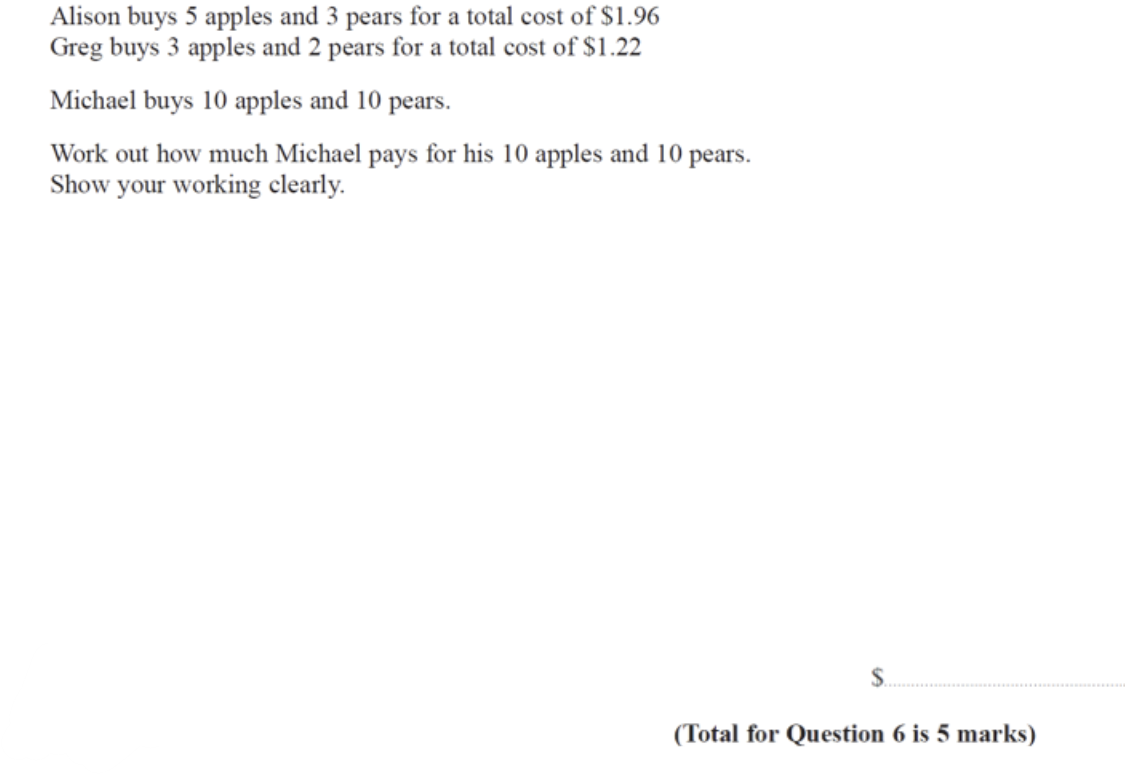 Alison buys 5 apples and 3 pears for a total cost of $1.96
Greg buys 3 apples and 2 pears for a total cost of $1.22
Michael buys 10 apples and 10 pears.
Work out how much Michael pays for his 10 apples and 10 pears.
Show your working clearly.
$
(Total for Question 6 is 5 marks)